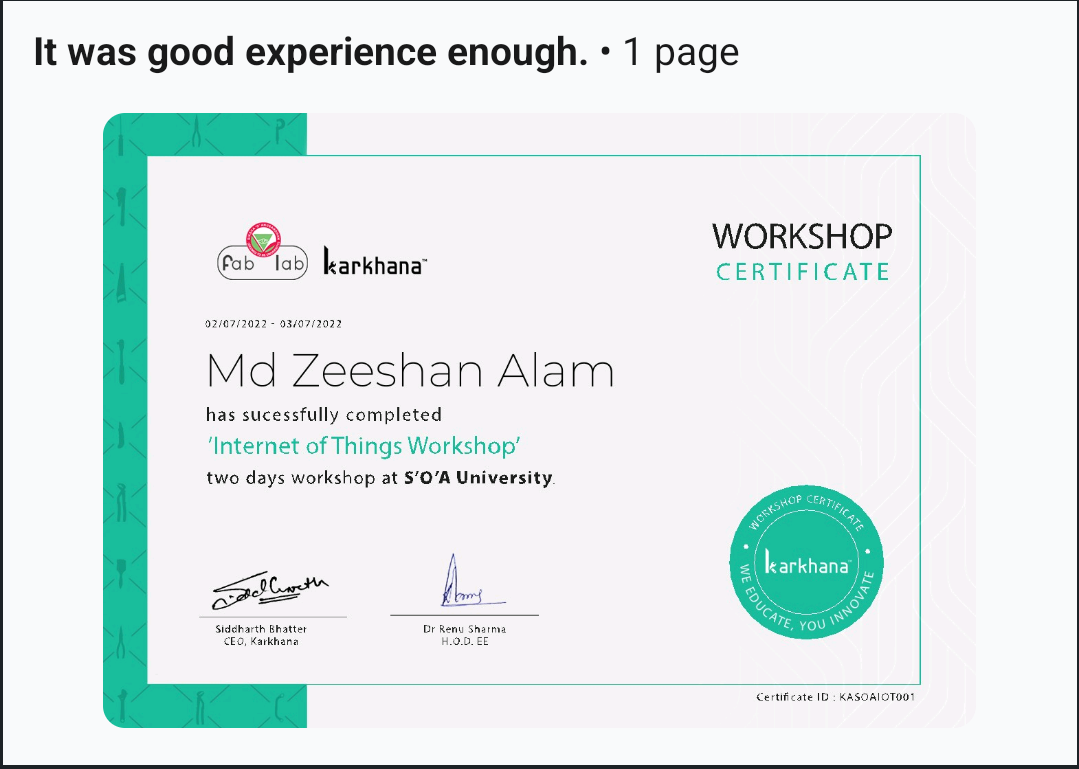 It was good experience enough. • 1 page
fab lab karkhana™
WORKSHOP
CERTIFICATE
02/07/2022 - 03/07/2022
Md Zeeshan Alam
has sucessfully completed
'Internet of Things Workshop'
two days workshop at S'O'A University.
Siddharth Bhatter
CEO, Karkhana
Dr Renu Sharma
H.O.D. EE
WORKSHOP CERTIFICATE
karkhana™
WE EDUCATE, YOU INNOVATE
Certificate ID : KASOAIOT001